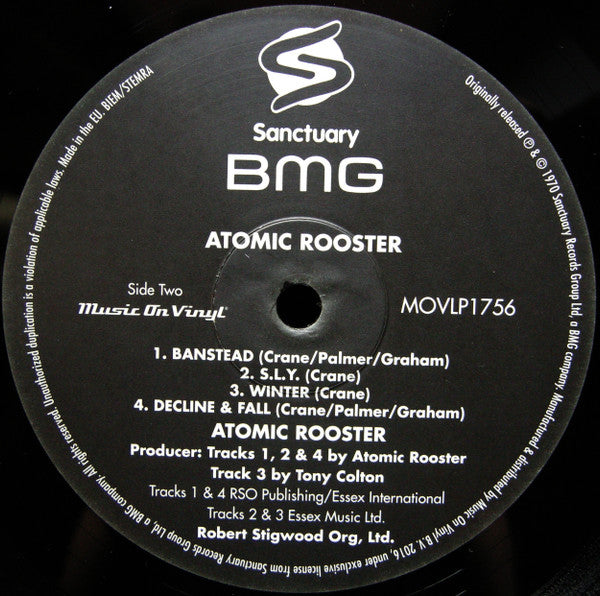 Sanctuary
BMG
ATOMIC ROOSTER
Side Two
Music On Vinyl®
MOVLP1756
1. BANSTEAD (Crane/Palmer/Graham)
2. S.L.Y. (Crane)
3. WINTER (Crane)
4. DECLINE & FALL (Crane/Palmer/Graham)
ATOMIC ROOSTER
Producer: Tracks 1, 2 & 4 by Atomic Rooster
Track 3 by Tony Colton
Tracks 1 & 4 RSO Publishing/Essex International
Tracks 2 & 3 Essex Music Ltd.
Robert Stigwood Org, Ltd.
Originally released ℗ & © 1970 Sanctuary Records Group Ltd, a BMG company. Manufactured & distributed by Music On Vinyl B.V. 2016, under exclusive license from Sanctuary Records Group Ltd, a BMG company. All rights reserved. Unauthorized duplication is a violation of applicable laws. Made in the EU. BIEM/STEMRA